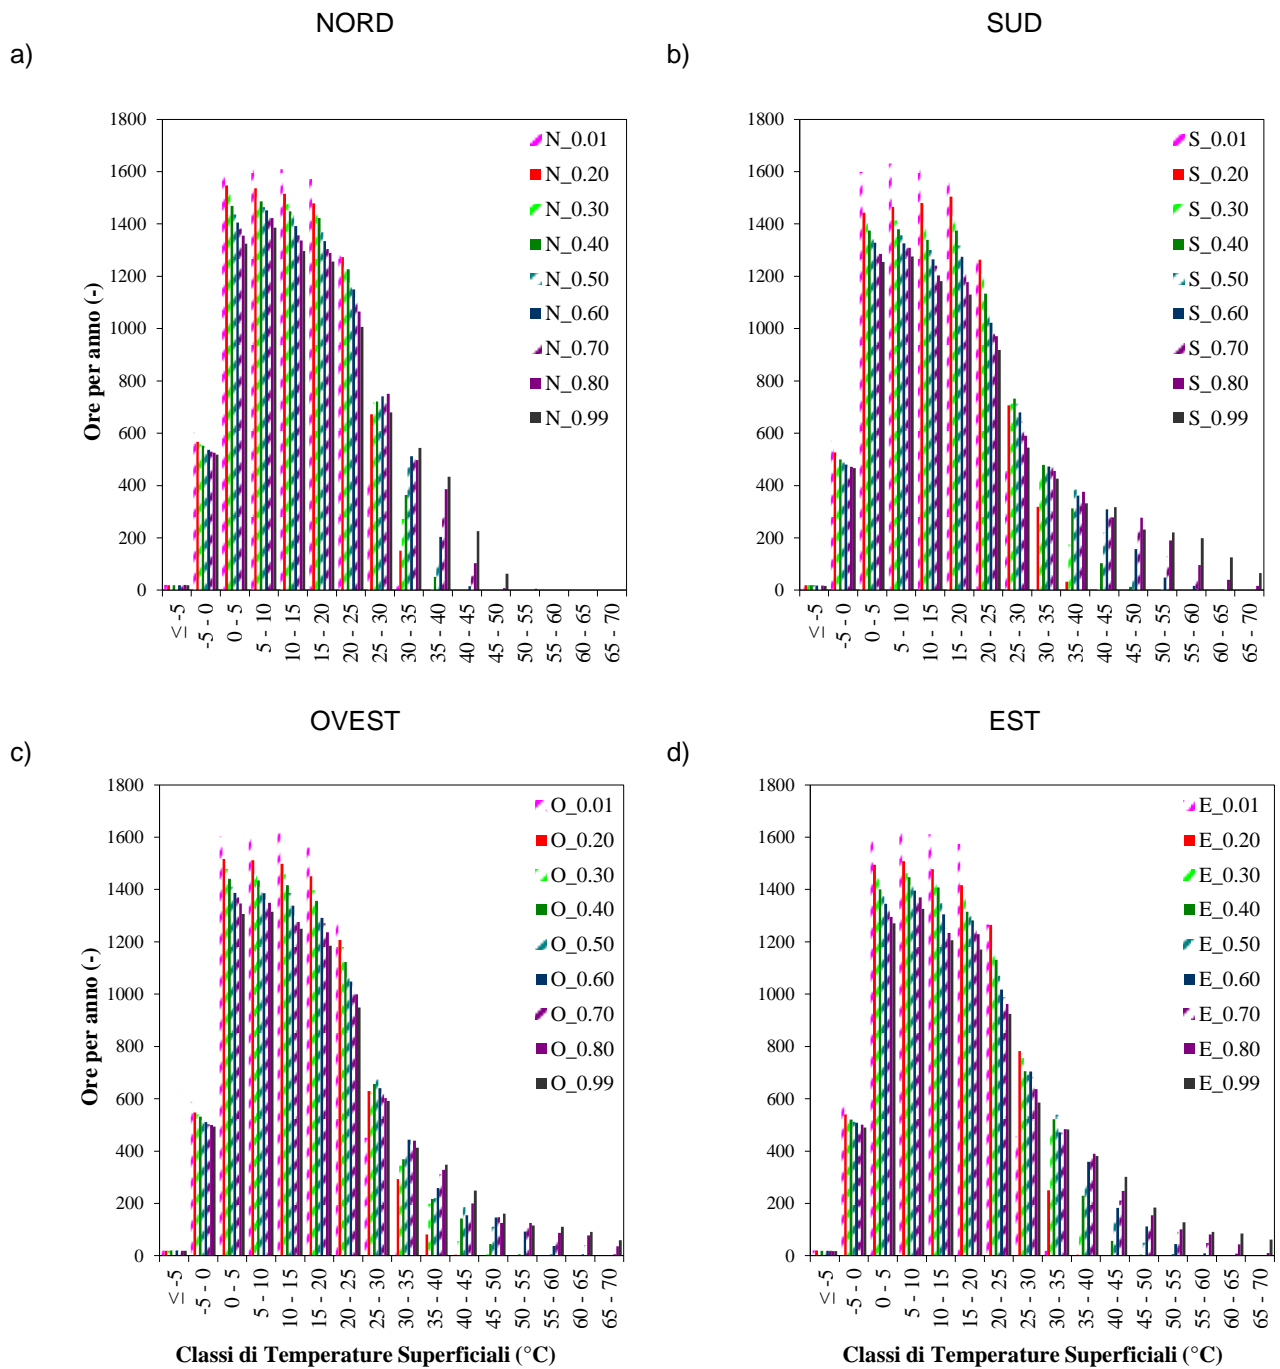 NORD
a)
1800
1600
1400
1200
1000
800
600
400
200
0
Ore per anno (-)
N_0.01
N_0.20
N_0.30
N_0.40
N_0.50
N_0.60
N_0.70
N_0.80
N_0.99
≤ -5
-5 - 0
0 - 5
5 - 10
10 - 15
15 - 20
20 - 25
25 - 30
30 - 35
35 - 40
40 - 45
45 - 50
50 - 55
55 - 60
60 - 65
65 - 70
SUD
b)
1800
1600
1400
1200
1000
800
600
400
200
0
S_0.01
S_0.20
S_0.30
S_0.40
S_0.50
S_0.60
S_0.70
S_0.80
S_0.99
≤ -5
-5 - 0
0 - 5
5 - 10
10 - 15
15 - 20
20 - 25
25 - 30
30 - 35
35 - 40
40 - 45
45 - 50
50 - 55
55 - 60
60 - 65
65 - 70
OVEST
c)
1800
1600
1400
1200
1000
800
600
400
200
0
Ore per anno (-)
O_0.01
O_0.20
O_0.30
O_0.40
O_0.50
O_0.60
O_0.70
O_0.80
O_0.99
≤ -5
-5 - 0
0 - 5
5 - 10
10 - 15
15 - 20
20 - 25
25 - 30
30 - 35
35 - 40
40 - 45
45 - 50
50 - 55
55 - 60
60 - 65
65 - 70
Classi di Temperature Superficiali (°C)
EST
d)
1800
1600
1400
1200
1000
800
600
400
200
0
E_0.01
E_0.20
E_0.30
E_0.40
E_0.50
E_0.60
E_0.70
E_0.80
E_0.99
≤ -5
-5 - 0
0 - 5
5 - 10
10 - 15
15 - 20
20 - 25
25 - 30
30 - 35
35 - 40
40 - 45
45 - 50
50 - 55
55 - 60
60 - 65
65 - 70
Classi di Temperature Superficiali (°C)